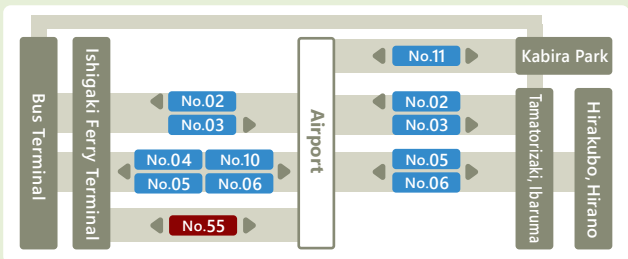 Bus Terminal
Ishigaki Ferry Terminal
No.02
No.03
No.04 No.10
No.05 No.06
No.55
Airport
No.11
No.02
No.03
No.05
No.06
Kabira Park
Tamatorizaki, Ibaruma
Hirakubo, Hirano